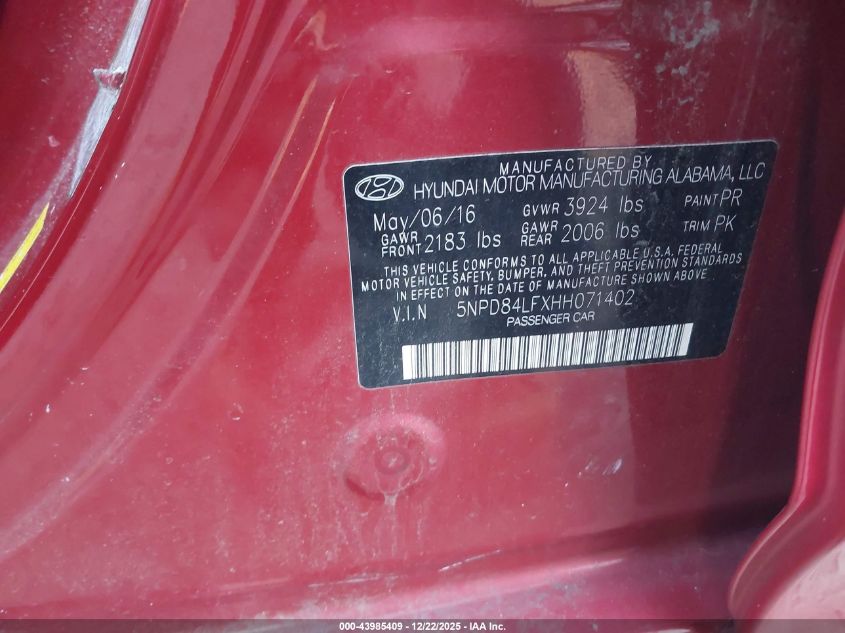 MANUFACTURED BY
HYUNDAI MOTOR MANUFACTURING ALABAMA, LLC
May/06/16 GVWR 3924 lbs PAINT PR
GAWR FRONT 2183 lbs GAWR REAR 2006 lbs TRIM PK
THIS VEHICLE CONFORMS TO ALL APPLICABLE U.S.A. FEDERAL
MOTOR VEHICLE SAFETY, BUMPER, AND THEFT PREVENTION STANDARDS
IN EFFECT ON THE DATE OF MANUFACTURE SHOWN ABOVE
V.I.N 5NPD84LFXHH071402
PASSENGER CAR
000-43985409 - 12/22/2025 - IAA Inc.